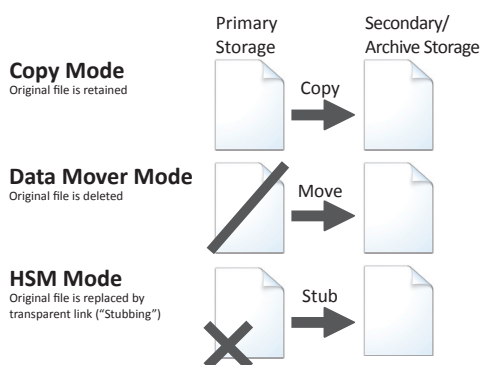 Primary
Storage
Secondary/
Archive Storage
Copy Mode
Original file is retained
Copy
Data Mover Mode
Original file is deleted
Move
HSM Mode
Original file is replaced by
transparent link (“Stubbing”)
Stub